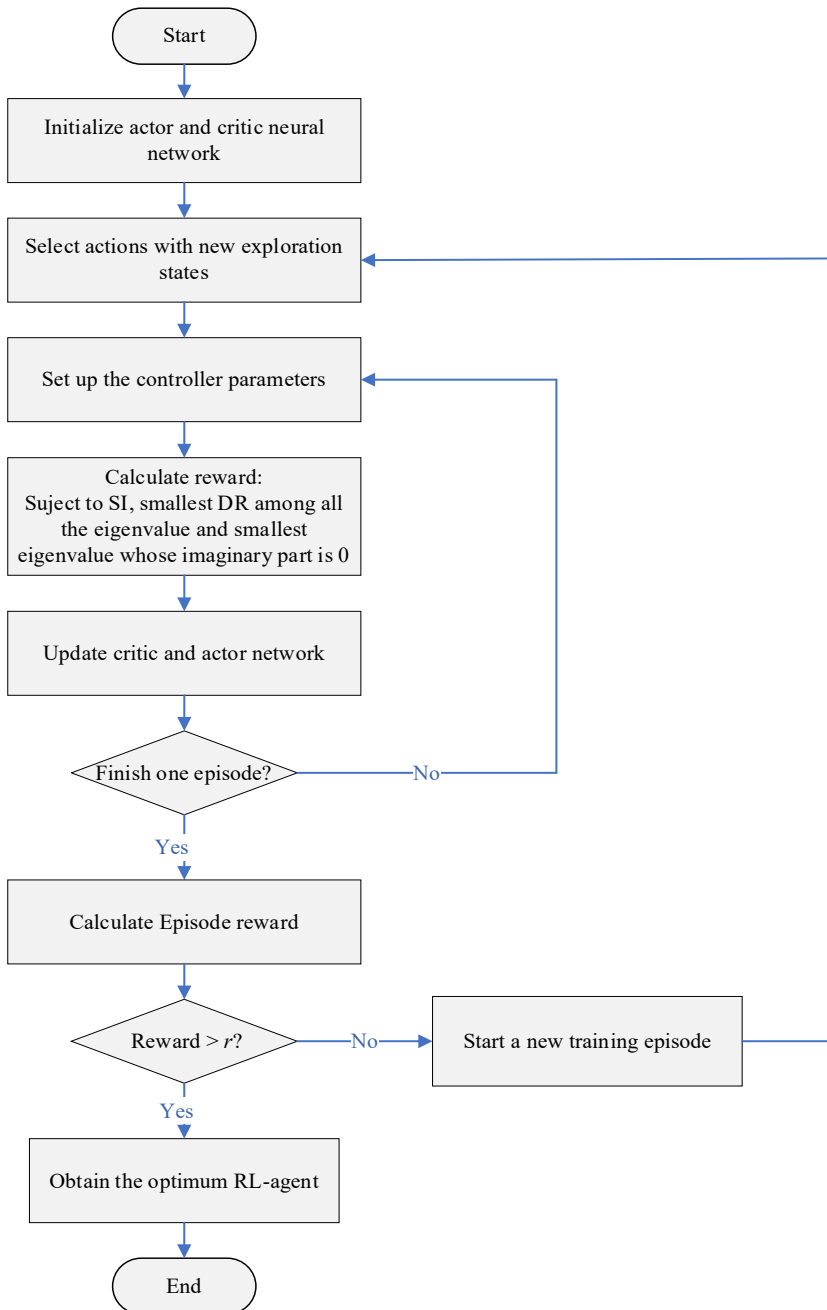 Start
Initialize actor and critic neural
network
Select actions with new exploration
states
Set up the controller parameters
Calculate reward:
Suject to SI, smallest DR among all
the eigenvalue and smallest
eigenvalue whose imaginary part is 0
Update critic and actor network
Finish one episode?
No
Yes
Calculate Episode reward
Reward > r?
No
Start a new training episode
Yes
Obtain the optimum RL-agent
End